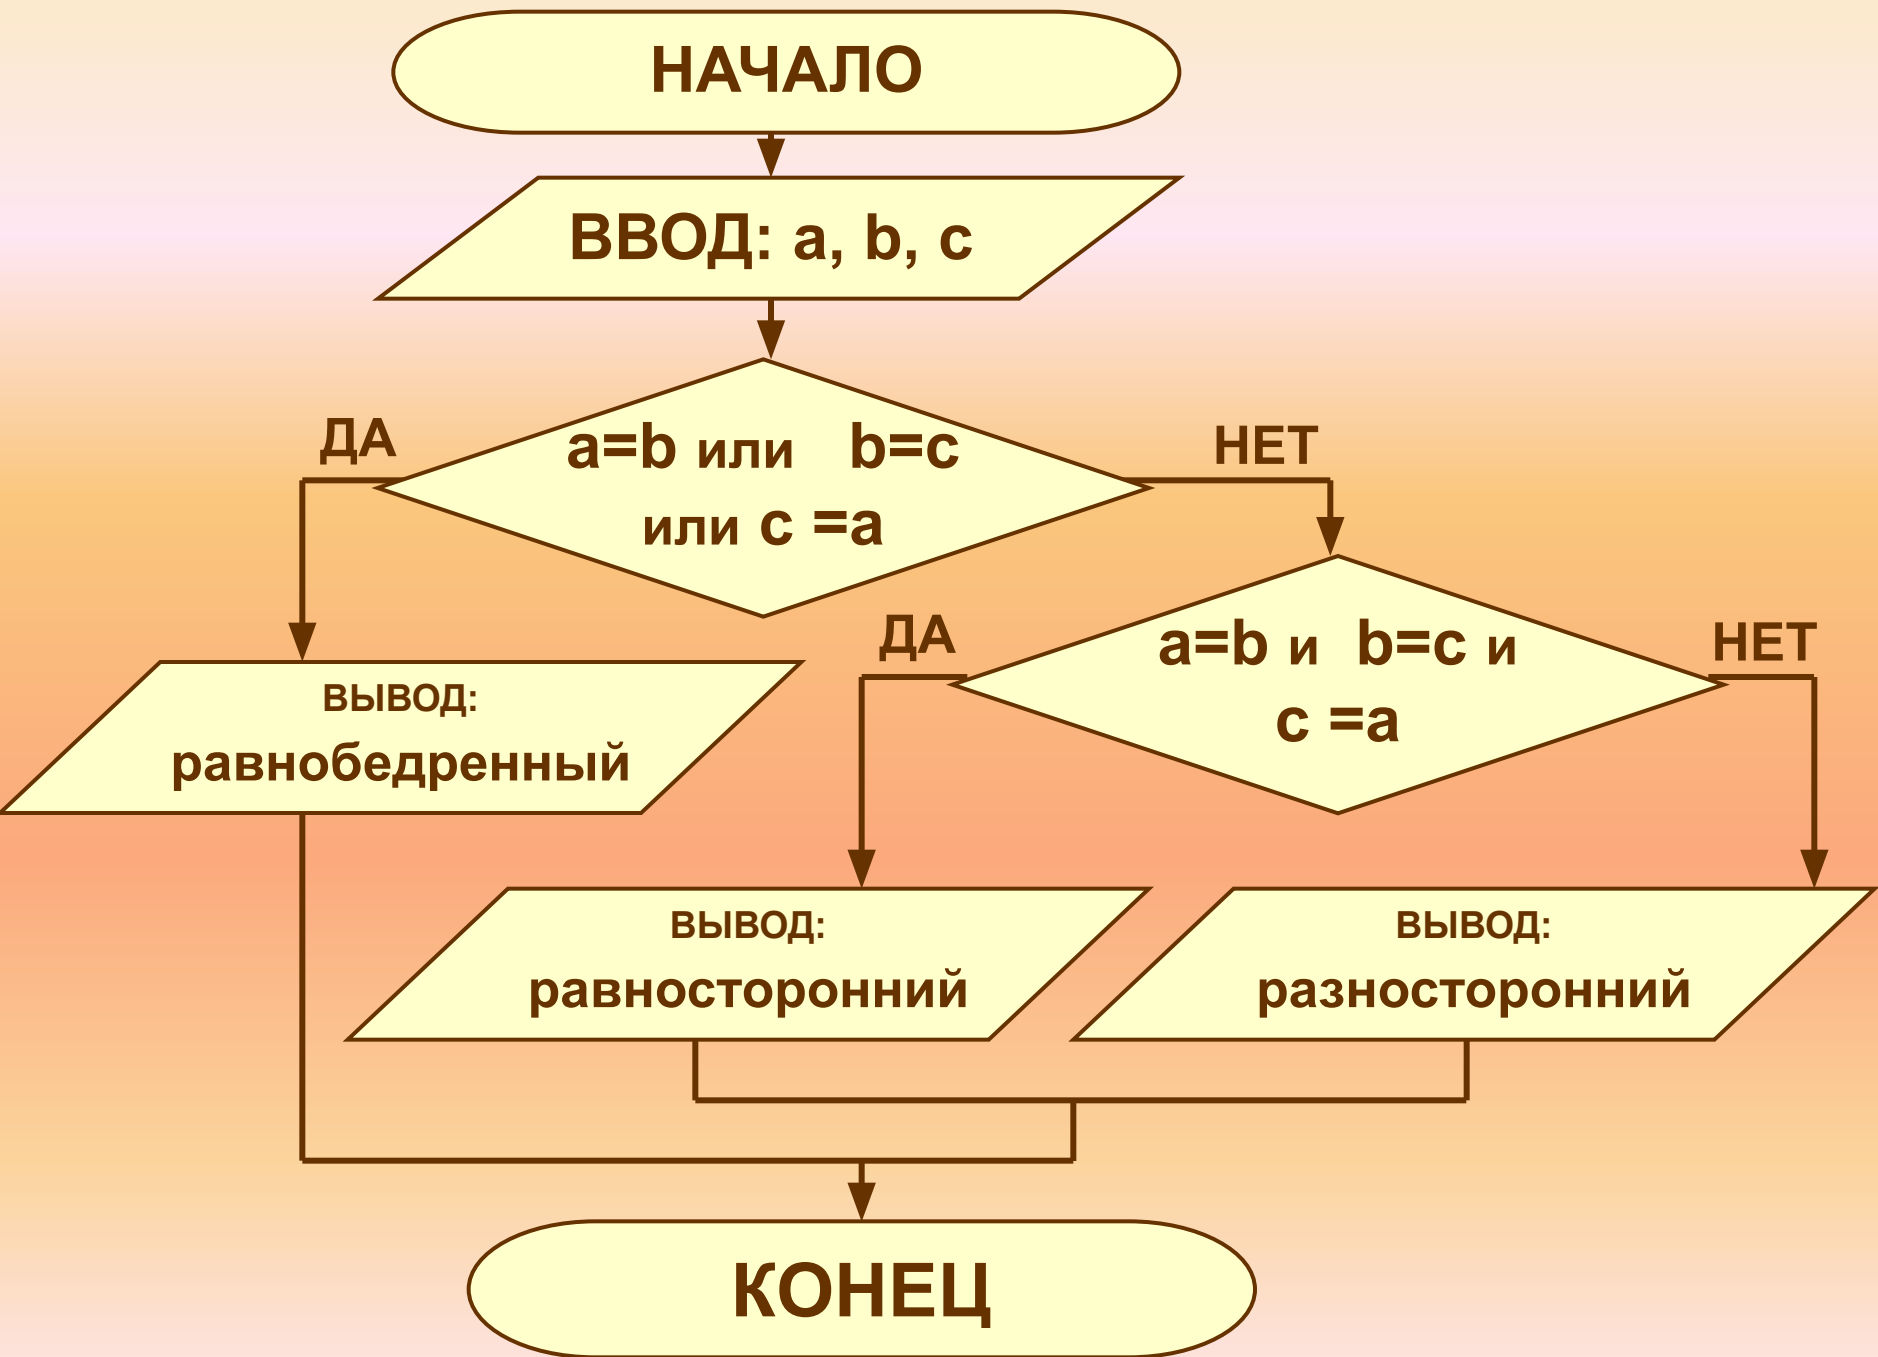 НАЧАЛО
ВВОД: a, b, c
ДА
a=b или b=c
или c =a
НЕТ
ДА
a=b и b=c и
c =a
НЕТ
ВЫВОД:
равнобедренный
ВЫВОД:
равносторонний
ВЫВОД:
разносторонний
КОНЕЦ